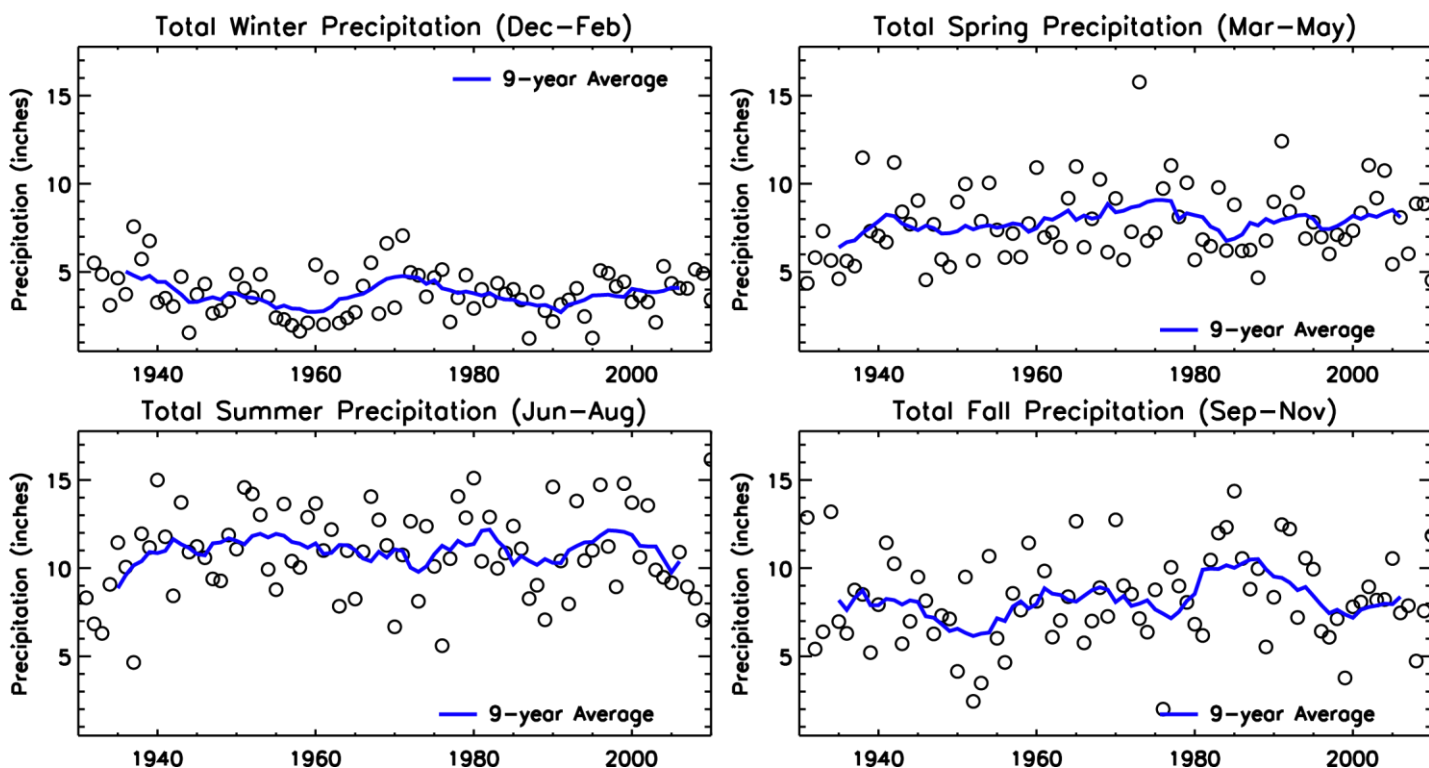 Total Winter Precipitation (Dec-Feb)
Precipitation (inches)
15
10
5
9-year Average
1940 1960 1980 2000
Total Spring Precipitation (Mar-May)
Precipitation (inches)
15
10
5
9-year Average
1940 1960 1980 2000
Total Summer Precipitation (Jun-Aug)
Precipitation (inches)
15
10
5
9-year Average
1940 1960 1980 2000
Total Fall Precipitation (Sep-Nov)
Precipitation (inches)
15
10
5
9-year Average
1940 1960 1980 2000